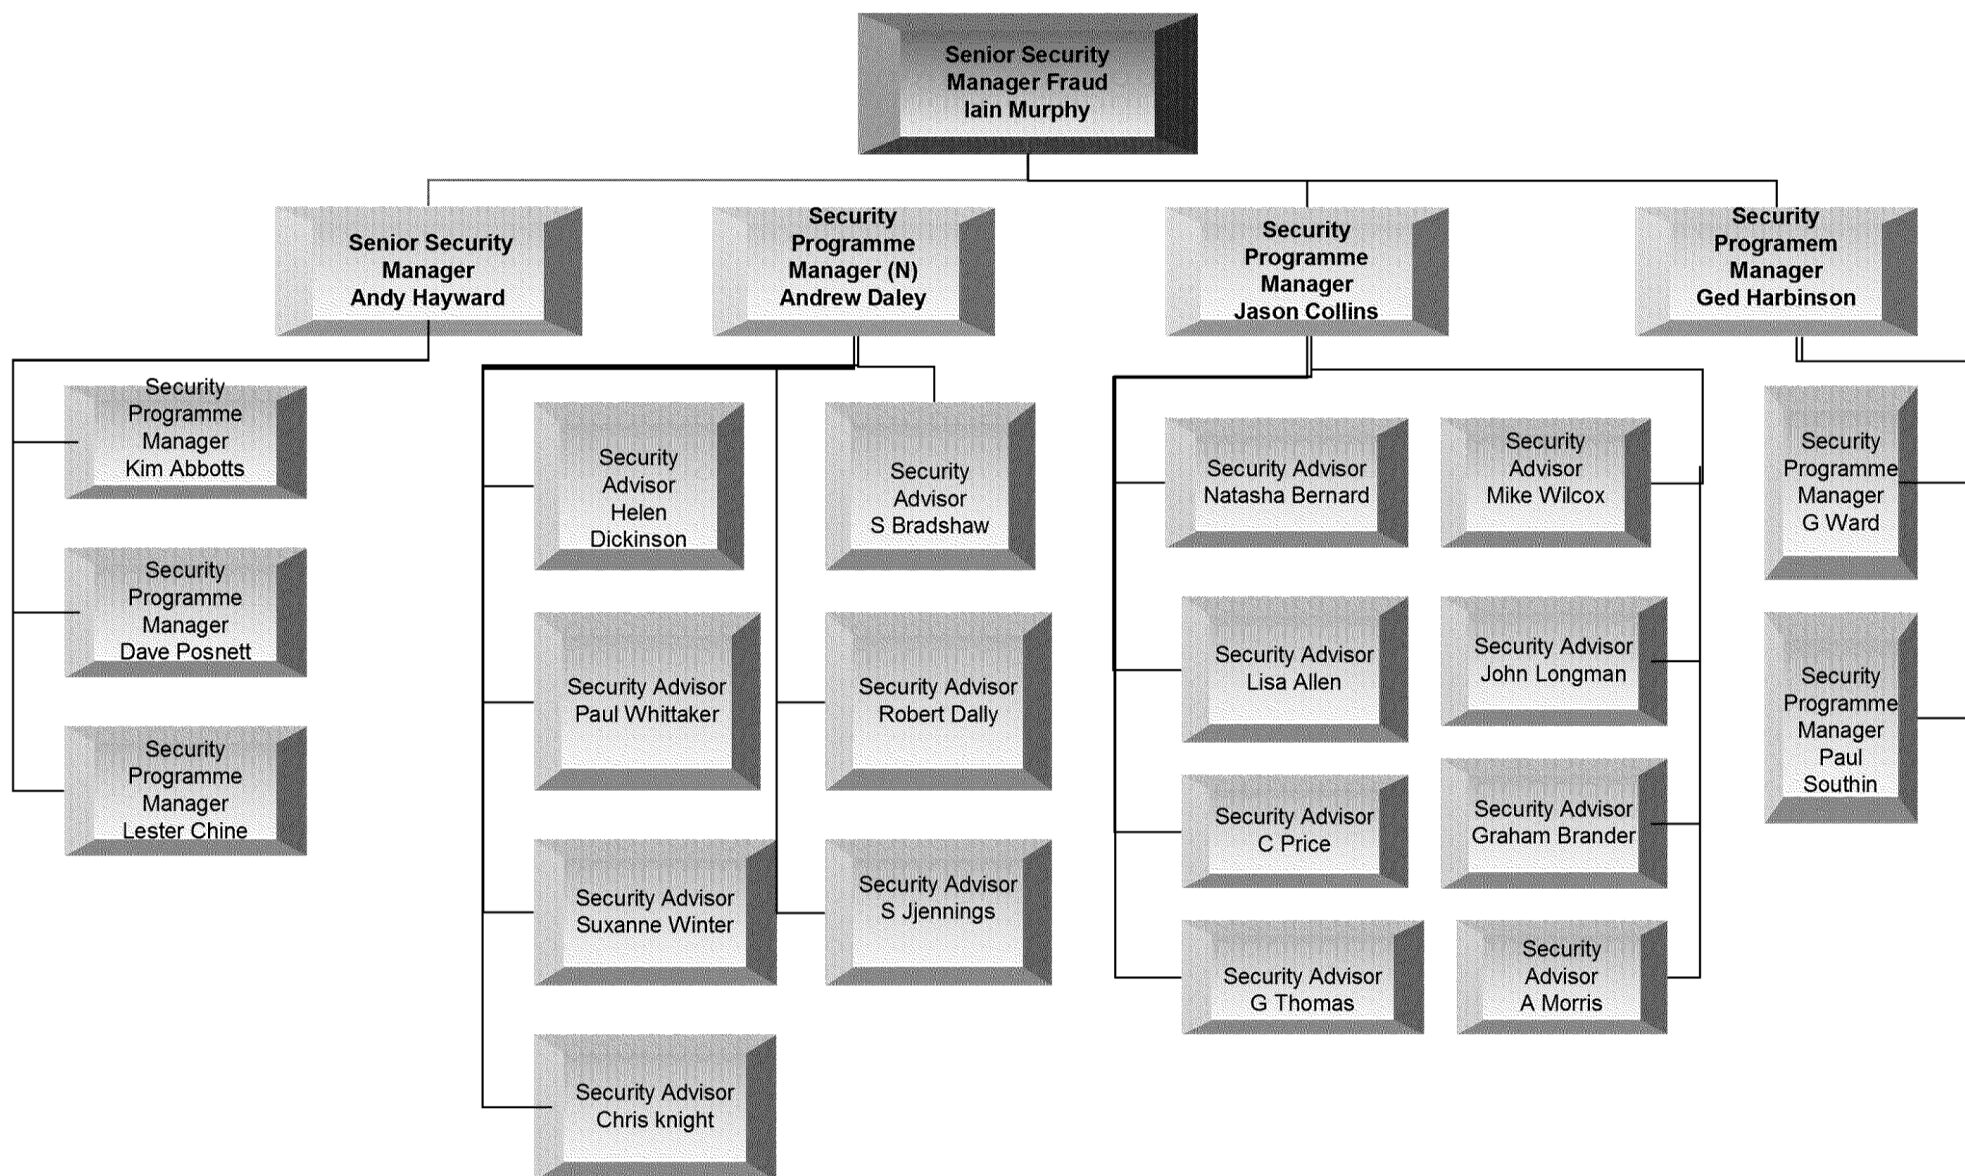 Senior Security
Manager Fraud
Iain Murphy
Senior Security
Manager
Andy Hayward
Security
Programme
Manager (N)
Andrew Daley
Security
Programme
Manager
Jason Collins
Security
Programem
Manager
Ged Harbinson
Security
Programme
Manager
Kim Abbotts
Security
Programme
Manager
Dave Posnett
Security
Programme
Manager
Lester Chine
Security
Advisor
Helen
Dickinson
Security
Advisor
S Bradshaw
Security Advisor
Paul Whittaker
Security Advisor
Robert Dally
Security Advisor
Suxanne Winter
Security Advisor
S Jjennings
Security Advisor
Chris knight
Security Advisor
Natasha Bernard
Security
Advisor
Mike Wilcox
Security Advisor
Lisa Allen
Security Advisor
John Longman
Security Advisor
C Price
Security Advisor
Graham Brander
Security Advisor
G Thomas
Security
Advisor
A Morris
Security
Programme
Manager
G Ward
Security
Programme
Manager
Paul
Southin